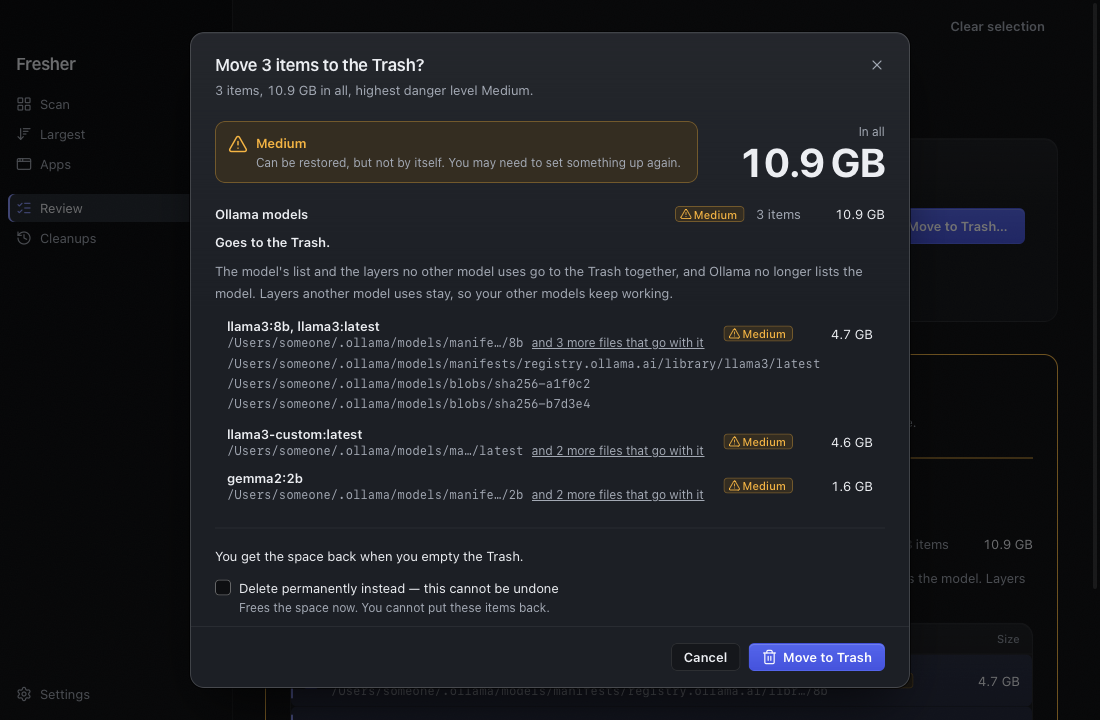 Clear selection
Fresher
Scan
Largest
Apps
Review
Cleanups
Settings
Move 3 items to the Trash?
3 items, 10.9 GB in all, highest danger level Medium.
Medium
Can be restored, but not by itself. You may need to set something up again.
In all
10.9 GB
Ollama models
Medium
3 items
10.9 GB
Goes to the Trash.
The model's list and the layers no other model uses go to the Trash together, and Ollama no longer lists the
model. Layers another model uses stay, so your other models keep working.
llama3:8b, llama3:latest
/Users/someone/.ollama/models/manife…/8b and 3 more files that go with it
Medium
4.7 GB
/Users/someone/.ollama/models/manifests/registry.ollama.ai/library/llama3/latest
/Users/someone/.ollama/models/blobs/sha256-a1f0c2
/Users/someone/.ollama/models/blobs/sha256-b7d3e4
llama3-custom:latest
/Users/someone/.ollama/models/ma…/latest and 2 more files that go with it
Medium
4.6 GB
gemma2:2b
/Users/someone/.ollama/models/manife…/2b and 2 more files that go with it
Medium
1.6 GB
You get the space back when you empty the Trash.
Delete permanently instead — this cannot be undone
Frees the space now. You cannot put these items back.
Cancel
Move to Trash
Move to Trash...
items
10.9 GB
the model. Layers
Size
/Users/someone/.ollama/models/manifests/registry.ollama.ai/libr…/8b
4.7 GB